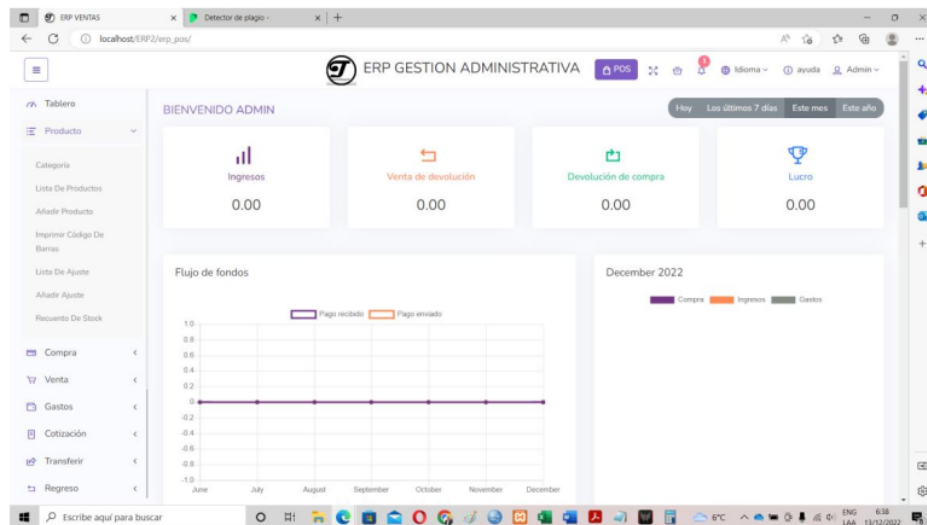 ERP VENTAS
Detector de plagio -
localhost/ERP2/erp_pos/
ERP GESTION ADMINISTRATIVA
POS
Idioma
ayuda
Admin
Tablero
Producto
Categoría
Lista De Productos
Añadir Producto
Imprimir Código De
Barras
Lista De Ajuste
Añadir Ajuste
Recuento De Stock
Compra
Venta
Gastos
Cotización
Transferir
Regreso
BIENVENIDO ADMIN
Hoy Los últimos 7 días Este mes Este año
Ingresos
0.00
Venta de devolución
0.00
Devolución de compra
0.00
Lucro
0.00
Flujo de fondos
Pago recibido Pago enviado
1.0
0.8
0.6
0.4
0.2
0
-0.2
-0.4
-0.6
-0.8
-1.0
June July August September October November December
December 2022
Compra Ingresos Gastos
Escribe aquí para buscar
6°C
ENG
LAA
6:38
13/12/2022